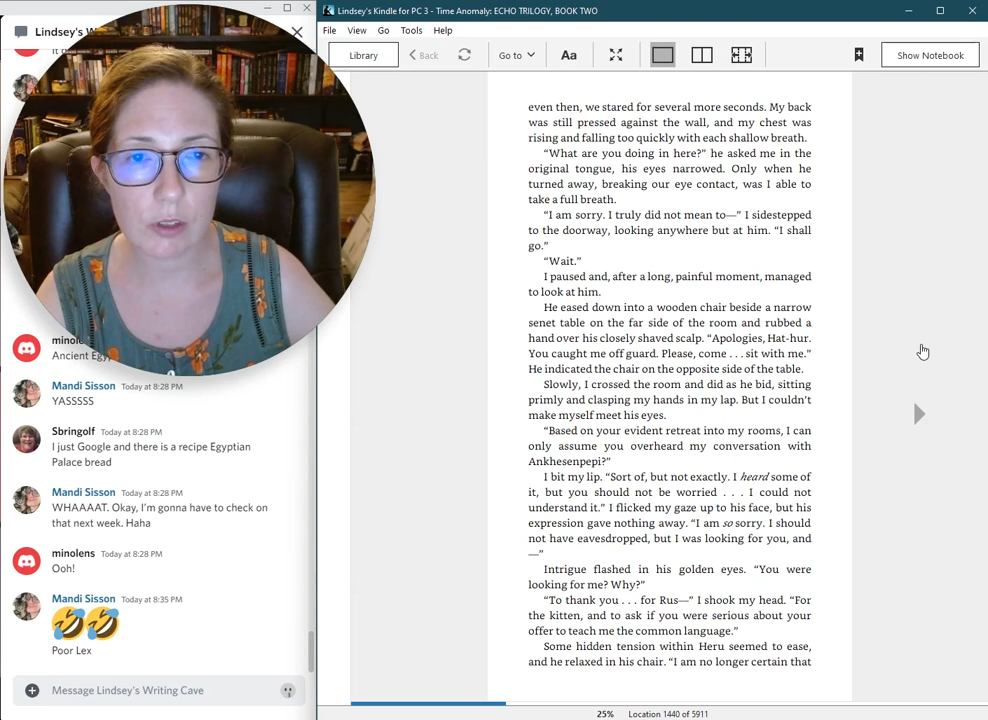 Lindsey's W
Ancient Eg
Mandi Sisson Today at 8:28 PM
YASSSSS
Sbringolf Today at 8:28 PM
I just Google and there is a recipe Egyptian
Palace bread
Mandi Sisson Today at 8:28 PM
WHAAAAT. Okay, I'm gonna have to check on
that next week. Haha
minolens Today at 8:28 PM
Ooh!
Mandi Sisson Today at 8:35 PM
🤣🤣
Poor Lex
Message Lindsey's Writing Cave
Lindsey's Kindle for PC 3 - Time Anomaly: ECHO TRILOGY, BOOK TWO
File View Go Tools Help
Library Back Go to Aa Show Notebook
even then, we stared for several more seconds. My back
was still pressed against the wall, and my chest was
rising and falling too quickly with each shallow breath.
“What are you doing in here?” he asked me in the
original tongue, his eyes narrowed. Only when he
turned away, breaking our eye contact, was I able to
take a full breath.
“I am sorry. I truly did not mean to—” I sidestepped
to the doorway, looking anywhere but at him. “I shall
go.”
“Wait.”
I paused and, after a long, painful moment, managed
to look at him.
He eased down into a wooden chair beside a narrow
senet table on the far side of the room and rubbed a
hand over his closely shaved scalp. “Apologies, Hat-hur.
You caught me off guard. Please, come . . . sit with me.”
He indicated the chair on the opposite side of the table.
Slowly, I crossed the room and did as he bid, sitting
primly and clasping my hands in my lap. But I couldn’t
make myself meet his eyes.
“Based on your evident retreat into my rooms, I can
only assume you overheard my conversation with
Ankhesenpepi?”
I bit my lip. “Sort of, but not exactly. I heard some of
it, but you should not be worried . . . I could not
understand it.” I flicked my gaze up to his face, but his
expression gave nothing away. “I am so sorry. I should
not have eavesdropped, but I was looking for you, and
—”
Intrigue flashed in his golden eyes. “You were
looking for me? Why?”
“To thank you . . . for Rus—” I shook my head. “For
the kitten, and to ask if you were serious about your
offer to teach me the common language.”
Some hidden tension within Heru seemed to ease,
and he relaxed in his chair. “I am no longer certain that
25% Location 1440 of 5911